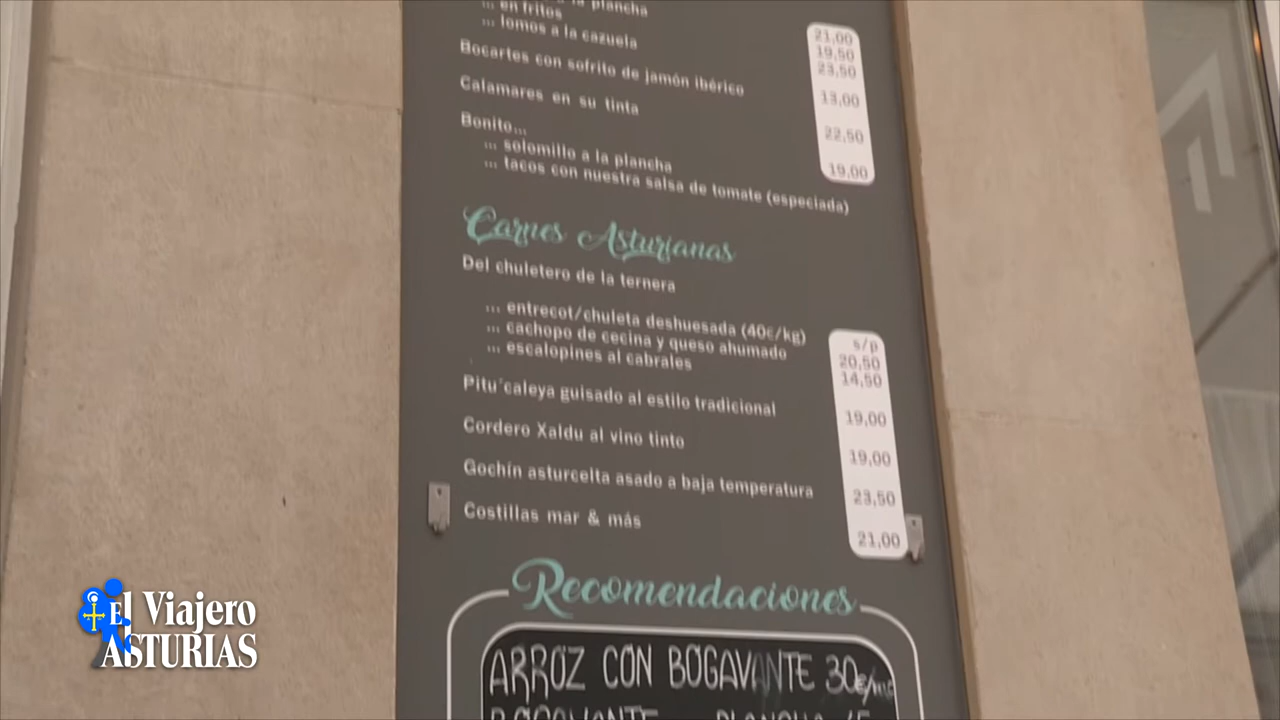 ... a la plancha
... en fritos
... lomos a la cazuela
21,00
19,50
23,50
Bocartes con sofrito de jamón ibérico
13,00
Calamares en su tinta
22,50
Bonito...
... solomillo a la plancha
... tacos con nuestra salsa de tomate (especiada)
19,00
Carnes Asturianas
Del chuletero de la ternera
... entrecot/chuleta deshuesada (40€/kg)
s/p
... cachopo de cecina y queso ahumado
20,50
... escalopines al cabrales
14,50
Pitu´caleya guisado al estilo tradicional
19,00
Cordero Xaldu al vino tinto
19,00
Gochín asturcelta asado a baja temperatura
23,50
Costillas mar & más
21,00
Recomendaciones
ARROZ CON BOGAVANTE 30€/
BOGAVANTE PLANCHA
El Viajero
ASTURIAS